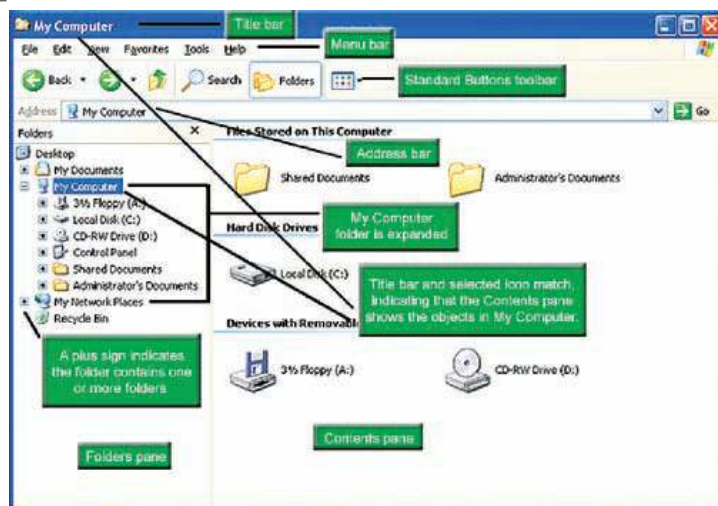 My Computer
Title bar
File Edit View Favorites Tools Help
Menu bar
Back Search Folders
Standard Buttons toolbar
Address My Computer Go
Address bar
Folders
Desktop
My Documents
My Computer
3½ Floppy (A:)
Local Disk (C:)
CD-RW Drive (D:)
Control Panel
Shared Documents
Administrator's Documents
My Network Places
Recycle Bin
A plus sign indicates
the folder contains one
or more folders
Folders pane
Files Stored on This Computer
Shared Documents Administrator's Documents
My Computer
folder is expanded
Hard Disk Drives
Local Disk (C:)
Title bar and selected icon match,
indicating that the Contents pane
shows the objects in My Computer.
Devices with Removabl
3½ Floppy (A:) CD-RW Drive (D:)
Contents pane